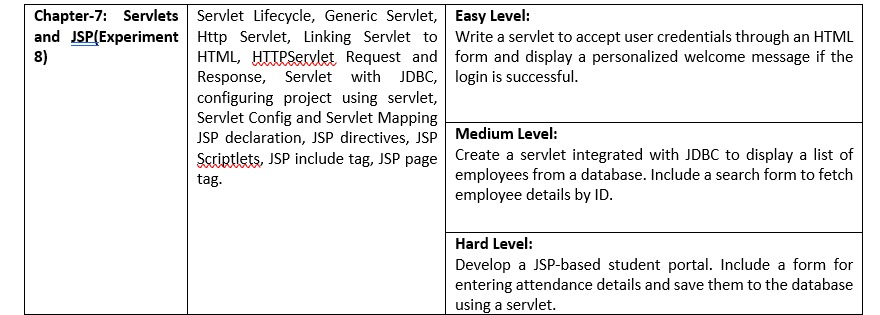 Chapter-7: Servlets
and JSP(Experiment
8)
Servlet Lifecycle, Generic Servlet,
Http Servlet, Linking Servlet to
HTML, HTTPServlet Request and
Response, Servlet with JDBC,
configuring project using servlet,
Servlet Config and Servlet Mapping
JSP declaration, JSP directives, JSP
Scriptlets, JSP include tag, JSP page
tag.
Easy Level:
Write a servlet to accept user credentials through an HTML
form and display a personalized welcome message if the
login is successful.
Medium Level:
Create a servlet integrated with JDBC to display a list of
employees from a database. Include a search form to fetch
employee details by ID.
Hard Level:
Develop a JSP-based student portal. Include a form for
entering attendance details and save them to the database
using a servlet.